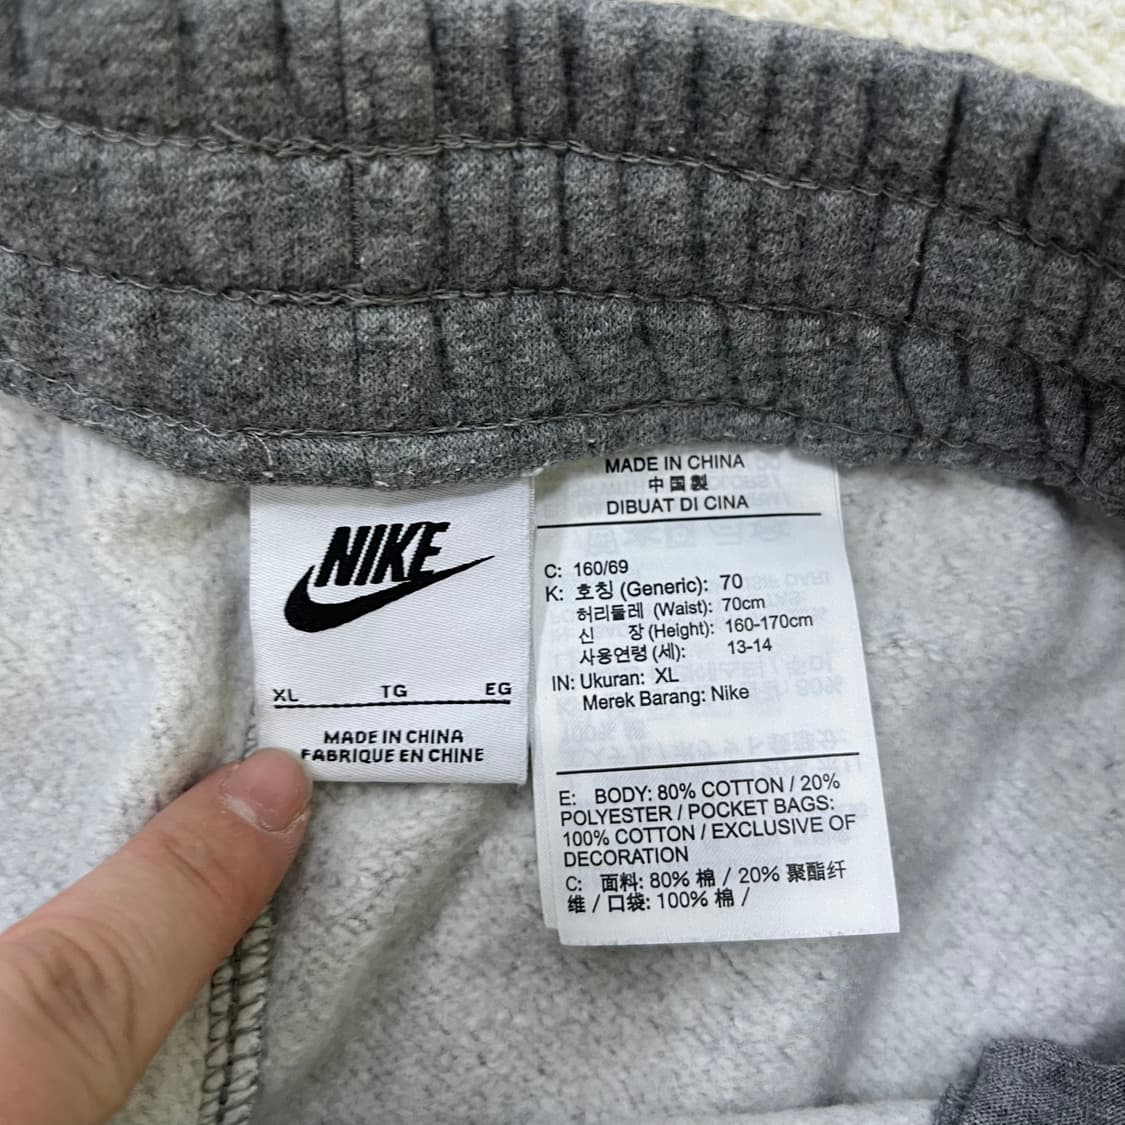 NIKE
XL TG EG
MADE IN CHINA
FABRIQUE EN CHINE
MADE IN CHINA
中国製
DIBUAT DI CINA
C: 160/69
K: 호칭 (Generic): 70
허리둘레 (Waist): 70cm
신 장 (Height): 160-170cm
사용연령 (세): 13-14
IN: Ukuran: XL
Merek Barang: Nike
E: BODY: 80% COTTON / 20%
POLYESTER / POCKET BAGS:
100% COTTON / EXCLUSIVE OF
DECORATION
C: 面料: 80% 棉 / 20% 聚酯纤
维 / 口袋: 100% 棉 /